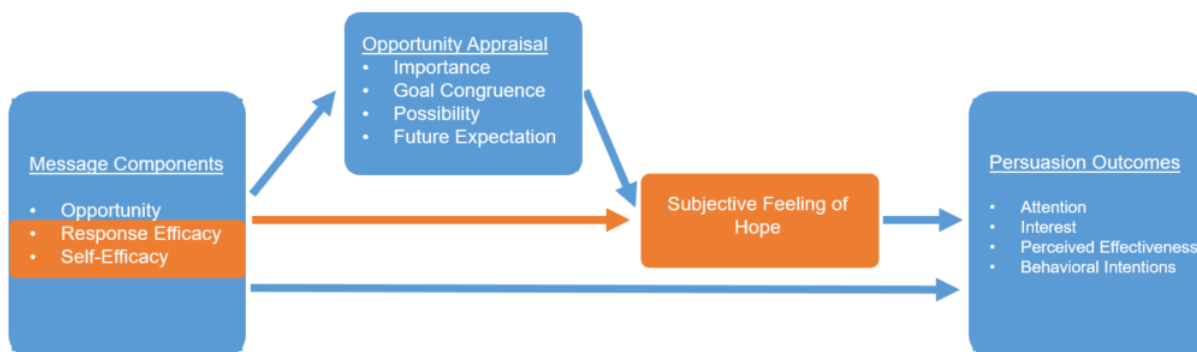 Message Components
• Opportunity
• Response Efficacy
• Self-Efficacy
Opportunity Appraisal
• Importance
• Goal Congruence
• Possibility
• Future Expectation
Subjective Feeling of
Hope
Persuasion Outcomes
• Attention
• Interest
• Perceived Effectiveness
• Behavioral Intentions